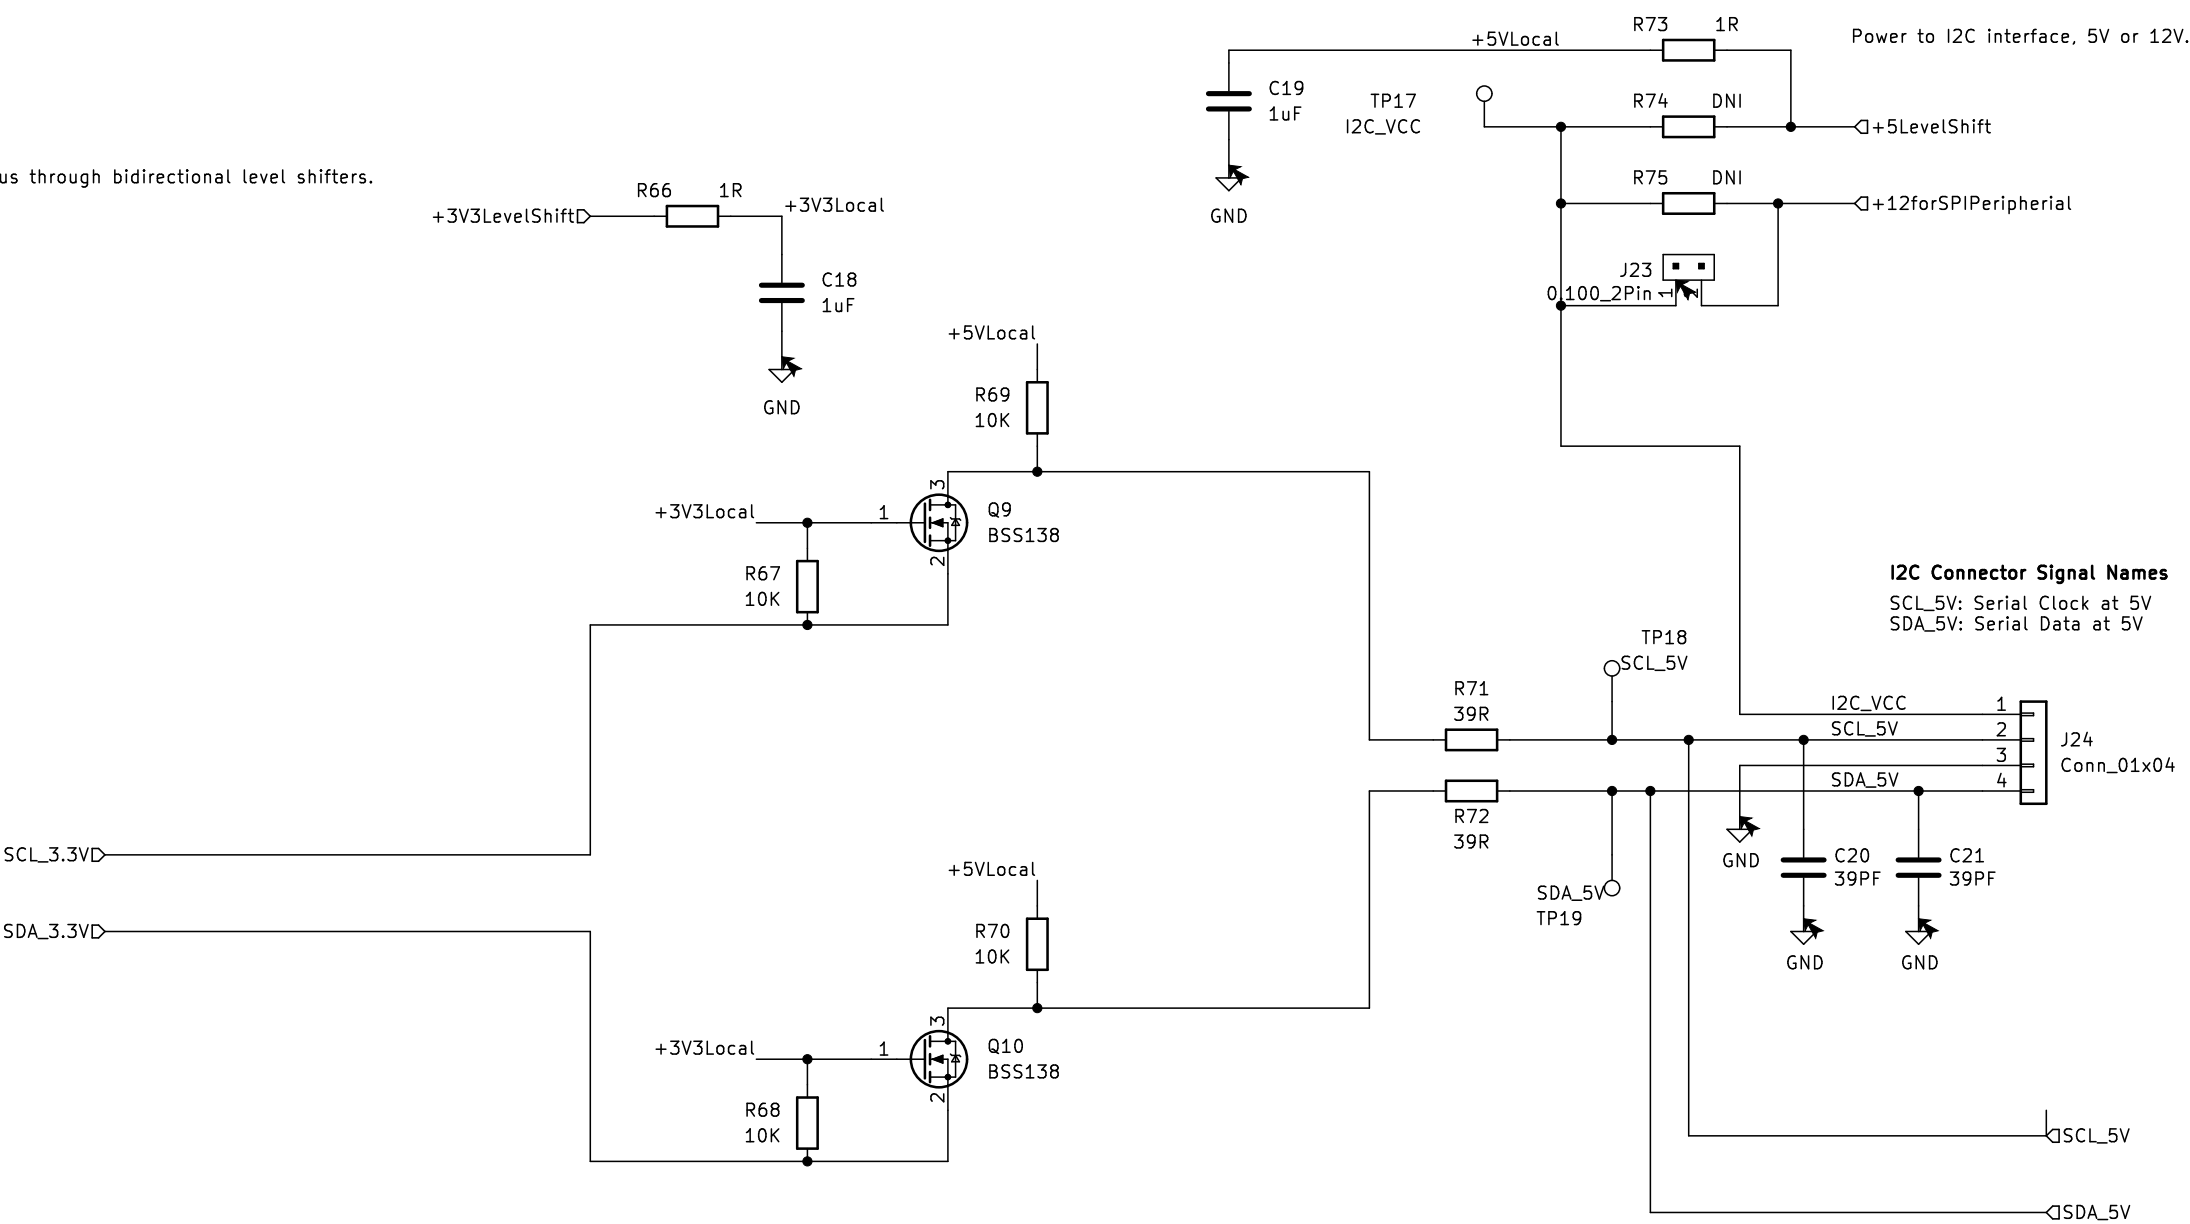 R73 1R
Power to I2C interface, 5V or 12V.
+5VLocal
C19
1uF
TP17
I2C_VCC
R74 DNI
+5LevelShift
us through bidirectional level shifters.
R75 DNI
+12forSPIPeripherial
GND
R66 1R
+3V3LevelShift
+3V3Local
C18
1uF
GND
J23
0.100_2Pin
1
2
+5VLocal
R69
10K
3
+3V3Local
1
Q9
BSS138
2
R67
10K
I2C Connector Signal Names
SCL_5V: Serial Clock at 5V
SDA_5V: Serial Data at 5V
TP18
SCL_5V
R71
39R
I2C_VCC 1
SCL_5V 2
3
SDA_5V 4
J24
Conn_01x04
R72
39R
GND
SCL_3.3V
SDA_3.3V
SDA_5V
TP19
C20
39PF
C21
39PF
GND
GND
+5VLocal
R70
10K
3
+3V3Local
1
Q10
BSS138
2
R68
10K
SCL_5V
SDA_5V